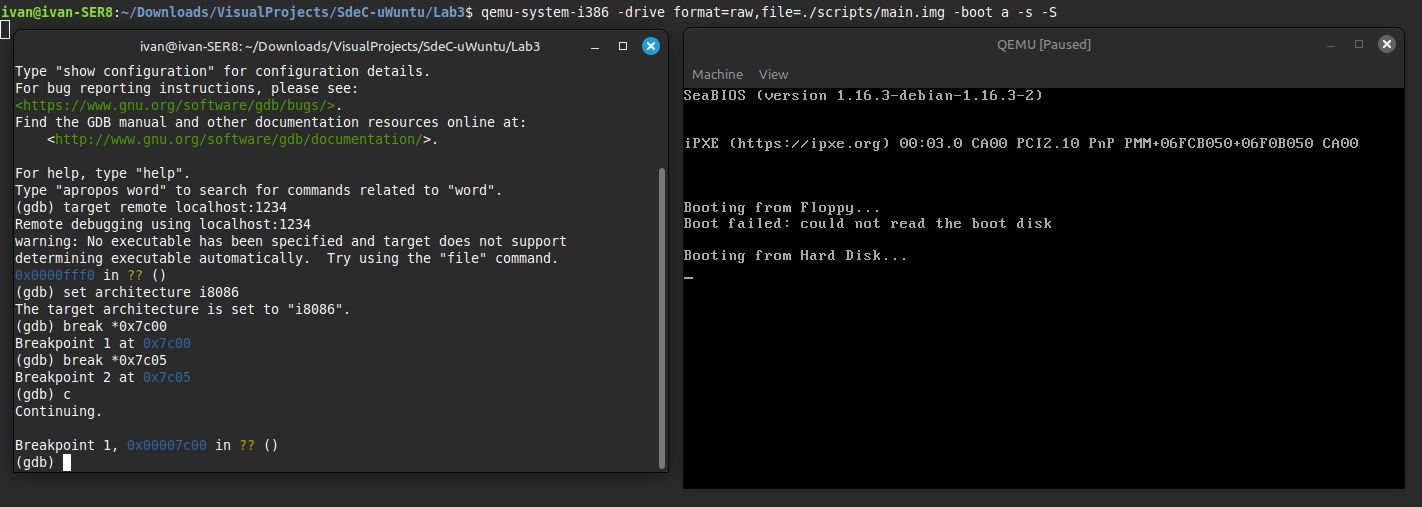 ivan@ivan-SER8:~/Downloads/VisualProjects/SdeC-uWuntu/Lab3$ qemu-system-i386 -drive format=raw,file=./scripts/main.img -boot a -s -S
ivan@ivan-SER8: ~/Downloads/VisualProjects/SdeC-uWuntu/Lab3
Type "show configuration" for configuration details.
For bug reporting instructions, please see:
<https://www.gnu.org/software/gdb/bugs/>.
Find the GDB manual and other documentation resources online at:
<http://www.gnu.org/software/gdb/documentation/>.
For help, type "help".
Type "apropos word" to search for commands related to "word".
(gdb) target remote localhost:1234
Remote debugging using localhost:1234
warning: No executable has been specified and target does not support
determining executable automatically.  Try using the "file" command.
0x0000fff0 in ?? ()
(gdb) set architecture i8086
The target architecture is set to "i8086".
(gdb) break *0x7c00
Breakpoint 1 at 0x7c00
(gdb) break *0x7c05
Breakpoint 2 at 0x7c05
(gdb) c
Continuing.
Breakpoint 1, 0x00007c00 in ?? ()
(gdb)
QEMU [Paused]
Machine View
SeaBIOS (version 1.16.3-debian-1.16.3-2)
iPXE (https://ipxe.org) 00:03.0 CA00 PCI2.10 PnP PMM+06FCB050+06F0B050 CA00
Booting from Floppy...
Boot failed: could not read the boot disk
Booting from Hard Disk...